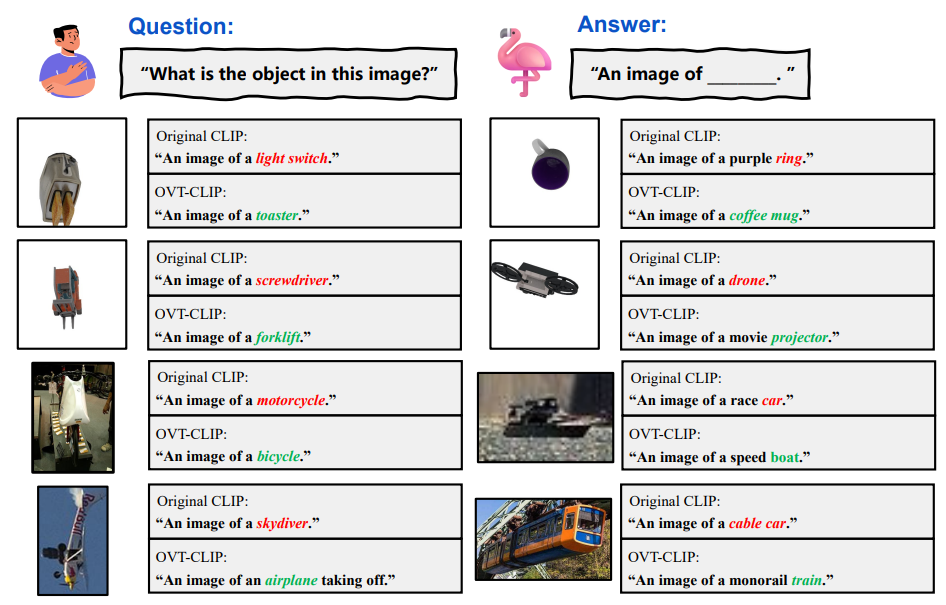 Question:
Answer:
“What is the object in this image?”
“An image of ________. ”
Original CLIP:
“An image of a light switch.”
OVT-CLIP:
“An image of a toaster.”
Original CLIP:
“An image of a purple ring.”
OVT-CLIP:
“An image of a coffee mug.”
Original CLIP:
“An image of a screwdriver.”
OVT-CLIP:
“An image of a forklift.”
Original CLIP:
“An image of a drone.”
OVT-CLIP:
“An image of a movie projector.”
Original CLIP:
“An image of a motorcycle.”
OVT-CLIP:
“An image of a bicycle.”
Original CLIP:
“An image of a race car.”
OVT-CLIP:
“An image of a speed boat.”
Original CLIP:
“An image of a skydiver.”
OVT-CLIP:
“An image of an airplane taking off.”
Original CLIP:
“An image of a cable car.”
OVT-CLIP:
“An image of a monorail train.”